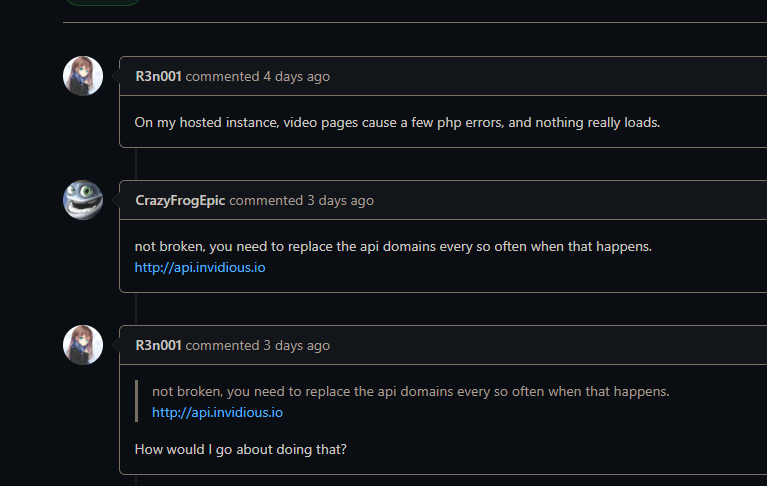 R3n001 commented 4 days ago
On my hosted instance, video pages cause a few php errors, and nothing really loads.
CrazyFrogEpic commented 3 days ago
not broken, you need to replace the api domains every so often when that happens.
http://api.invidious.io
R3n001 commented 3 days ago
not broken, you need to replace the api domains every so often when that happens.
http://api.invidious.io
How would I go about doing that?